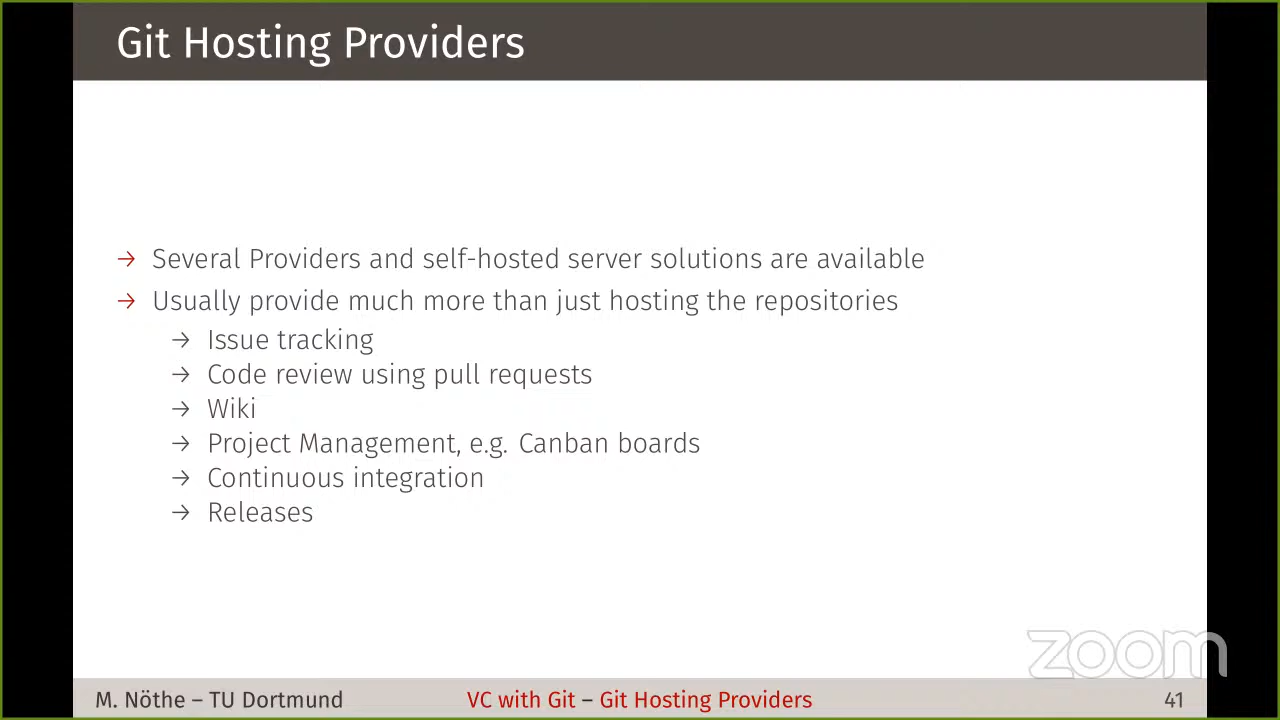 Git Hosting Providers
→ Several Providers and self-hosted server solutions are available
→ Usually provide much more than just hosting the repositories
→ Issue tracking
→ Code review using pull requests
→ Wiki
→ Project Management, e.g. Canban boards
→ Continuous integration
→ Releases
zoom
M. Nöthe – TU Dortmund VC with Git – Git Hosting Providers 41